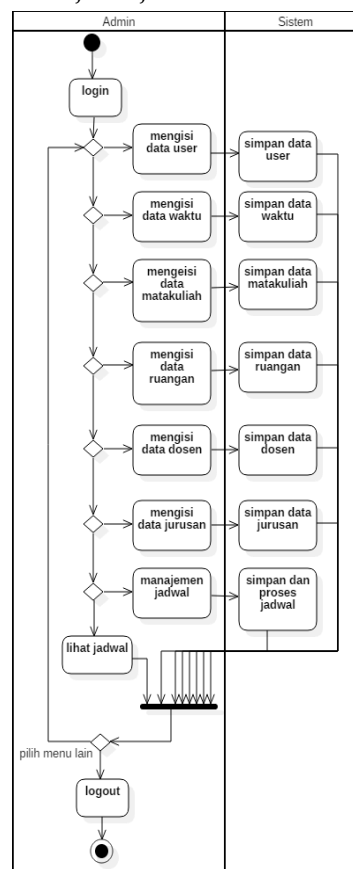 Admin
Sistem
login
mengisi
data user
simpan data
user
mengisi
data waktu
simpan data
waktu
mengeisi
data
matakuliah
simpan data
matakuliah
mengisi
data
ruangan
simpan data
ruangan
mengisi
data dosen
simpan data
dosen
mengisi
data jurusan
simpan data
jurusan
manajemen
jadwal
simpan dan
proses
jadwal
lihat jadwal
pilih menu lain
logout